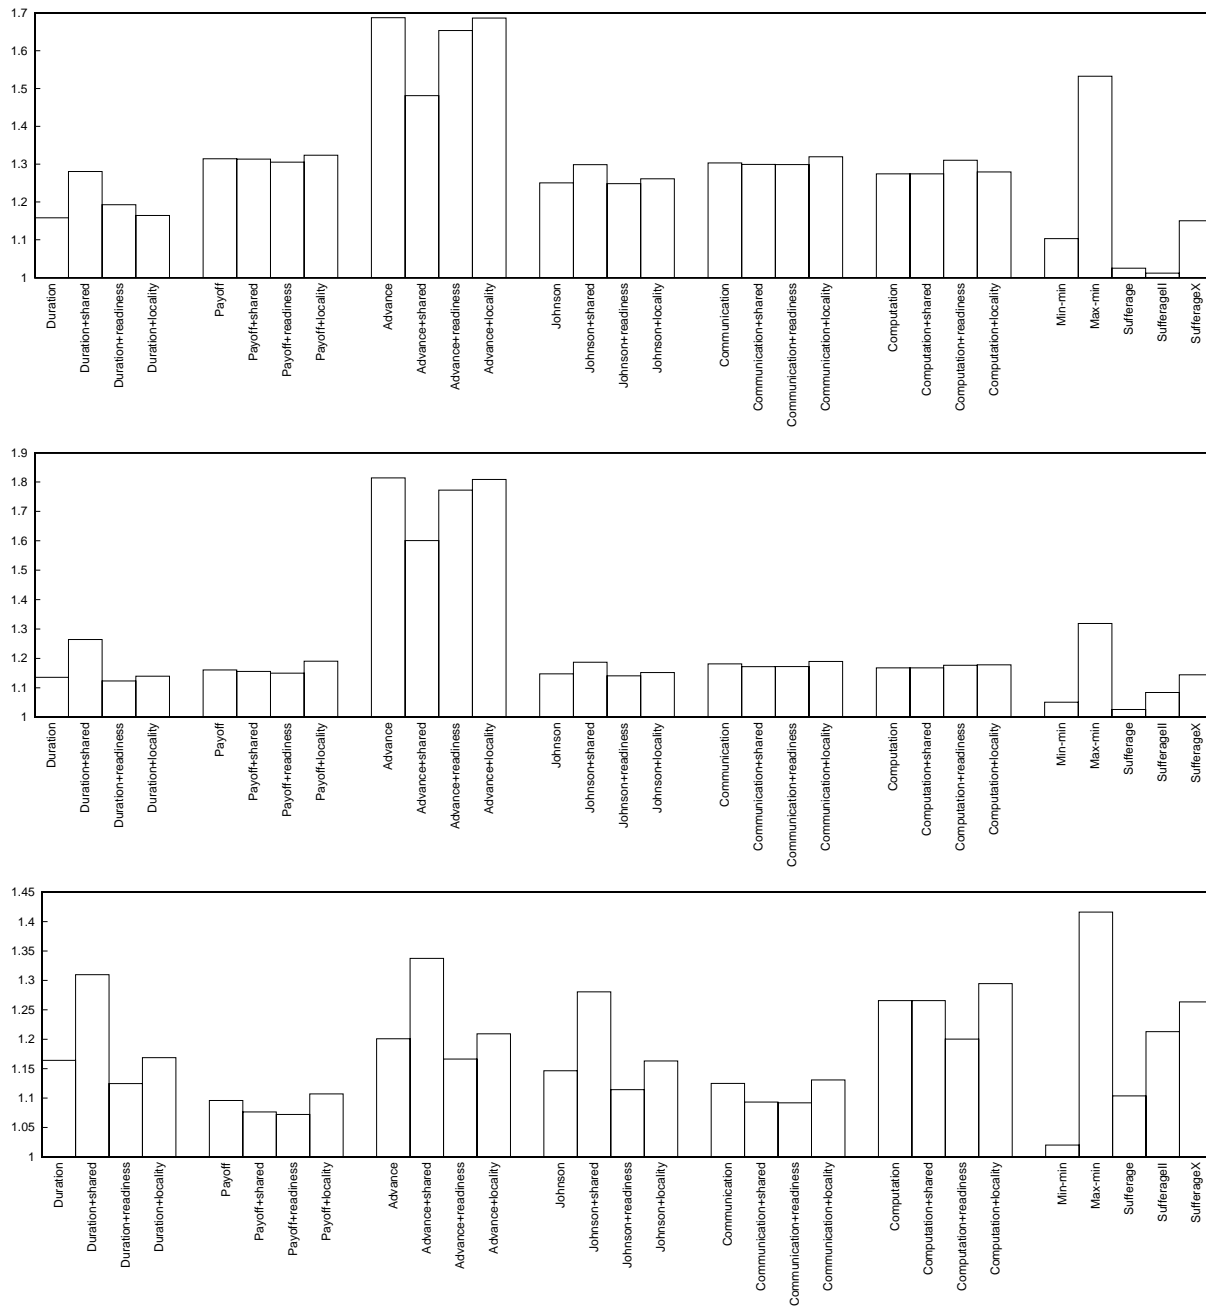 1.7
1.6
1.5
1.4
1.3
1.2
1.1
1
Duration
Duration+shared
Duration+readiness
Duration+locality
Payoff
Payoff+shared
Payoff+readiness
Payoff+locality
Advance
Advance+shared
Advance+readiness
Advance+locality
Johnson
Johnson+shared
Johnson+readiness
Johnson+locality
Communication
Communication+shared
Communication+readiness
Communication+locality
Computation
Computation+shared
Computation+readiness
Computation+locality
Min-min
Max-min
Sufferage
SufferageII
SufferageX
1.9
1.8
1.7
1.6
1.5
1.4
1.3
1.2
1.1
1
Duration
Duration+shared
Duration+readiness
Duration+locality
Payoff
Payoff+shared
Payoff+readiness
Payoff+locality
Advance
Advance+shared
Advance+readiness
Advance+locality
Johnson
Johnson+shared
Johnson+readiness
Johnson+locality
Communication
Communication+shared
Communication+readiness
Communication+locality
Computation
Computation+shared
Computation+readiness
Computation+locality
Min-min
Max-min
Sufferage
SufferageII
SufferageX
1.45
1.4
1.35
1.3
1.25
1.2
1.15
1.1
1.05
1
Duration
Duration+shared
Duration+readiness
Duration+locality
Payoff
Payoff+shared
Payoff+readiness
Payoff+locality
Advance
Advance+shared
Advance+readiness
Advance+locality
Johnson
Johnson+shared
Johnson+readiness
Johnson+locality
Communication
Communication+shared
Communication+readiness
Communication+locality
Computation
Computation+shared
Computation+readiness
Computation+locality
Min-min
Max-min
Sufferage
SufferageII
SufferageX